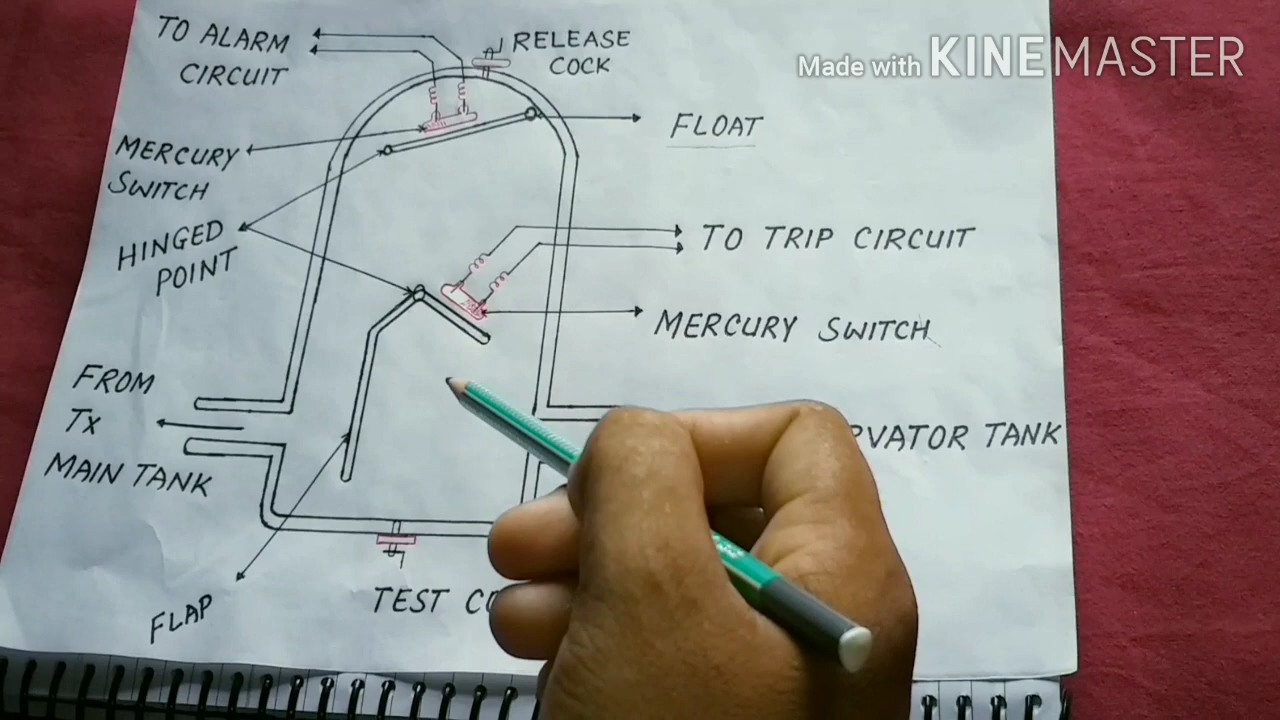 Made with KINEMASTER
TO ALARM
CIRCUIT
RELEASE
COCK
FLOAT
MERCURY
SWITCH
HINGED
POINT
TO TRIP CIRCUIT
MERCURY SWITCH
FROM
Tx
MAIN TANK
TANK
FLAP
TEST